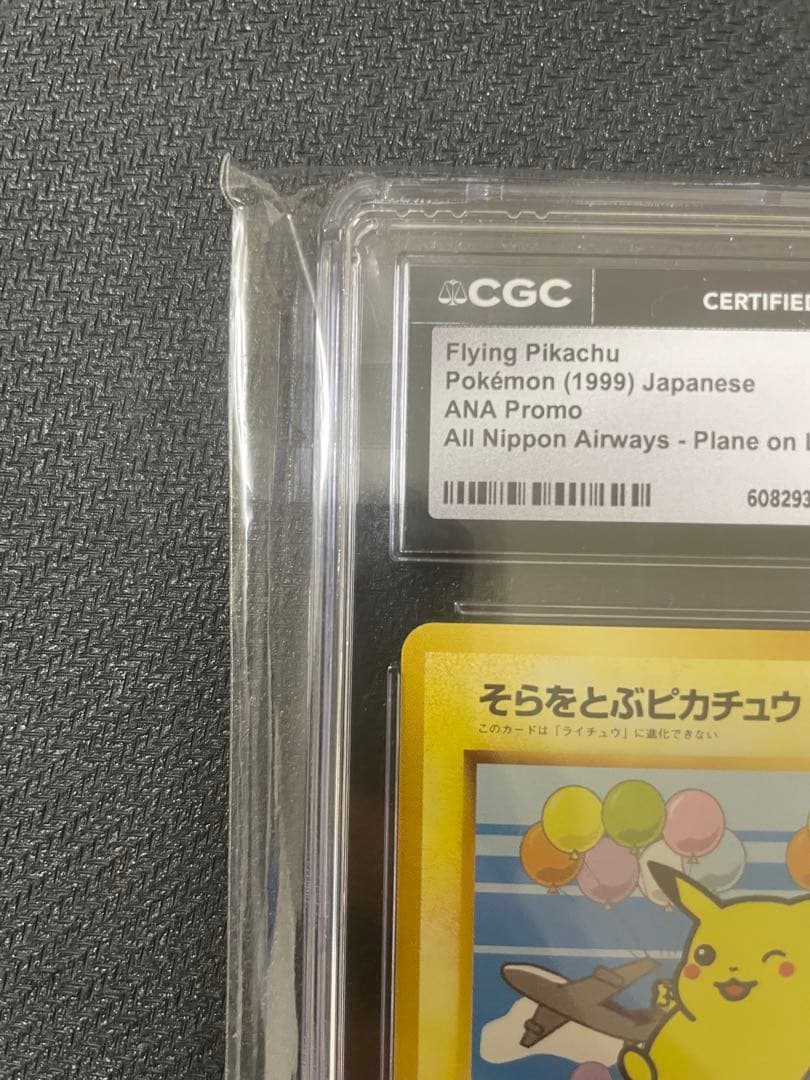 CGC
CERTIFIED
Flying Pikachu
Pokémon (1999) Japanese
ANA Promo
All Nippon Airways - Plane on
608293
そらをとぶピカチュウ
このカードは「ライチュウ」に進化できない